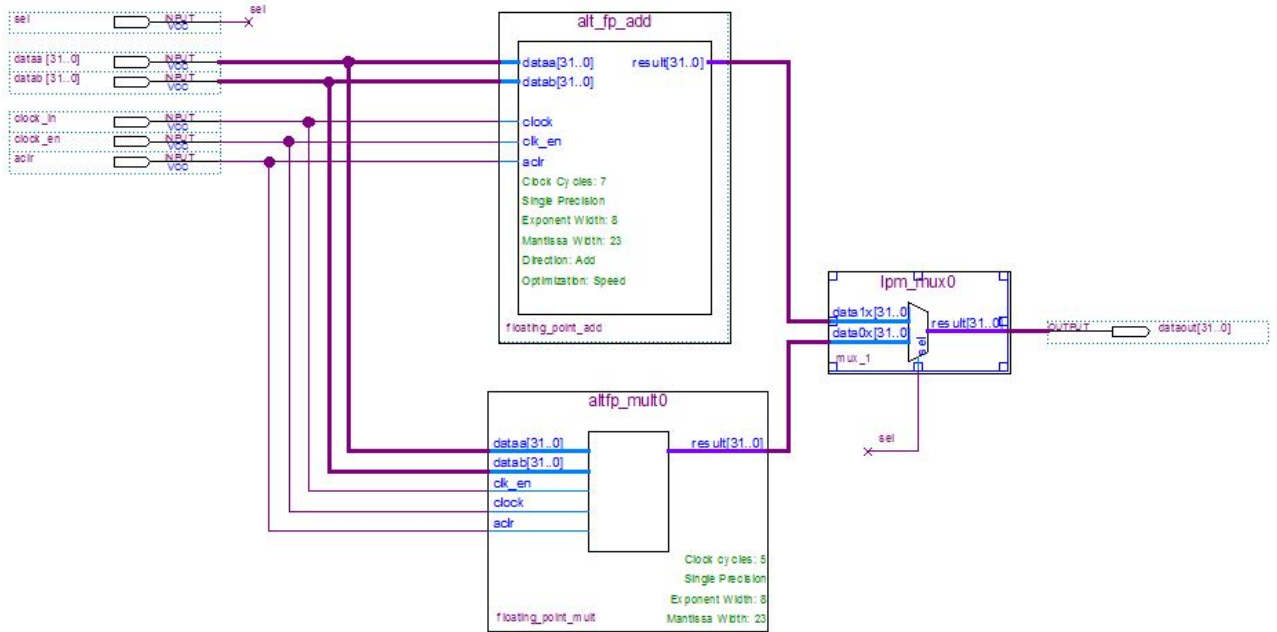 sel INPUT VCC sel
dataa[31..0] INPUT VCC
datab[31..0] INPUT VCC
clock_in INPUT VCC
clock_en INPUT VCC
aclr INPUT VCC
alt_fp_add
dataa[31..0] result[31..0]
datab[31..0]
clock
clk_en
aclr
Clock Cycles: 7
Single Precision
Exponent Width: 8
Mantissa Width: 23
Direction: Add
Optimization: Speed
floating_point_add
altfp_mult0
dataa[31..0] result[31..0]
datab[31..0]
clk_en
clock
aclr
Clock cycles: 5
Single Precision
Exponent Width: 8
Mantissa Width: 23
floating_point_mult
lpm_mux0
data1x[31..0
data0x[31..0
sel
result[31..0
mux_1
sel
OUTPUT dataout[31..0]